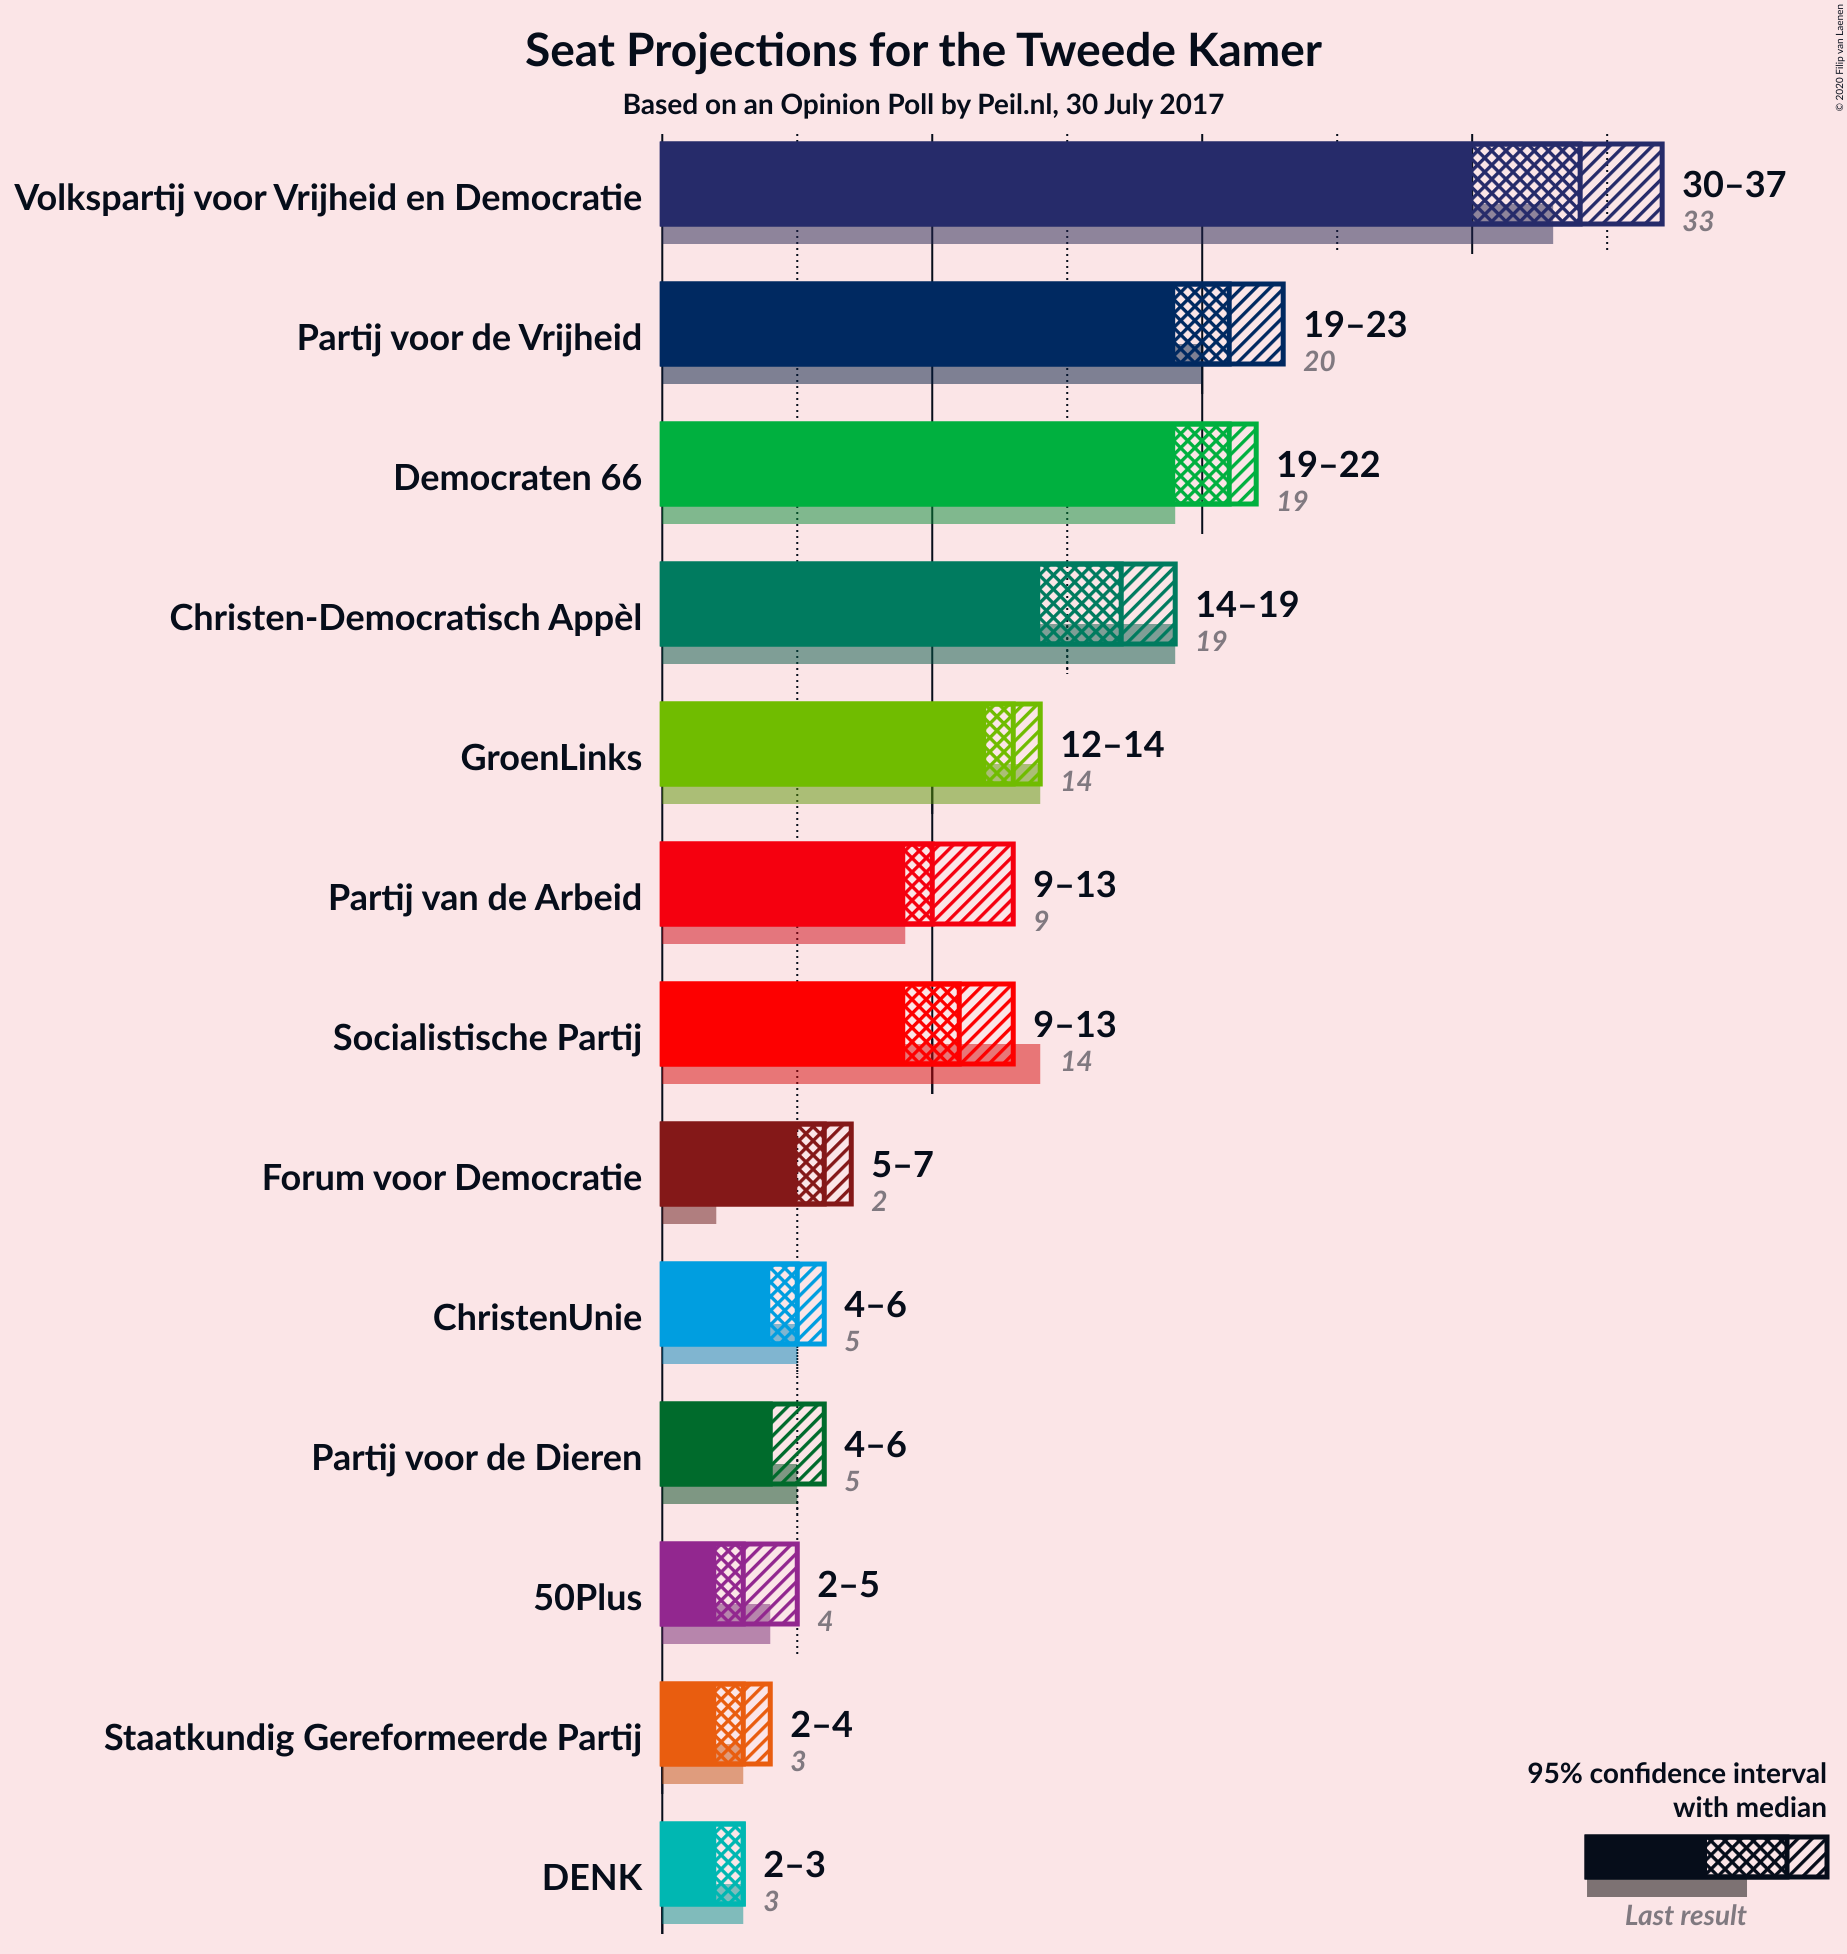 Seat Projections for the Tweede Kamer
Based on an Opinion Poll by Peil.nl, 30 July 2017
© 2020 Filip van Laenen
Volkspartij voor Vrijheid en Democratie
30–37
33
Partij voor de Vrijheid
19–23
20
Democraten 66
19–22
19
Christen-Democratisch Appèl
14–19
19
GroenLinks
12–14
14
Partij van de Arbeid
9–13
9
Socialistische Partij
9–13
14
Forum voor Democratie
5–7
2
ChristenUnie
4–6
5
Partij voor de Dieren
4–6
5
50Plus
2–5
4
Staatkundig Gereformeerde Partij
2–4
3
DENK
2–3
3
95% confidence interval
with median
Last result